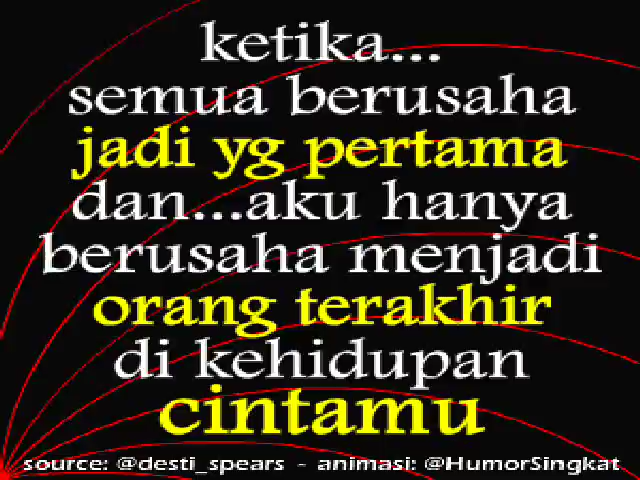 ketika...
semua berusaha
jadi yg pertama
dan...aku hanya
berusaha menjadi
orang terakhir
di kehidupan
cintamu
source: @desti_spears - animasi: @HumorSingkat